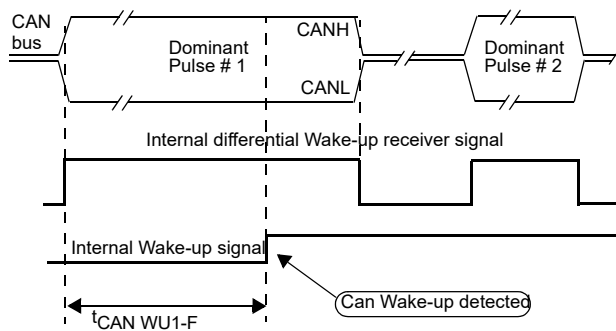 CAN
bus
CANH
Dominant
Pulse # 1
CANL
Dominant
Pulse # 2
Internal differential Wake-up receiver signal
Internal Wake-up signal
Can Wake-up detected
tCAN WU1-F